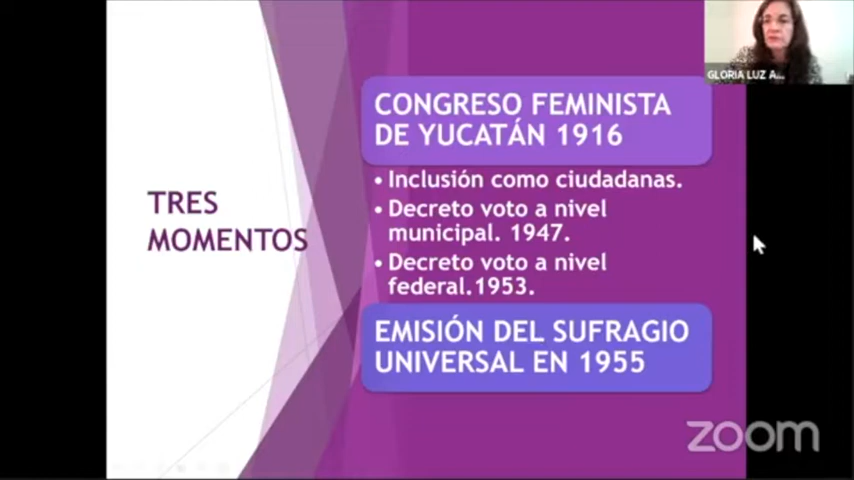 GLORIA LUZ A...
CONGRESO FEMINISTA
DE YUCATÁN 1916
TRES
MOMENTOS
• Inclusión como ciudadanas.
• Decreto voto a nivel
municipal. 1947.
• Decreto voto a nivel
federal.1953.
EMISIÓN DEL SUFRAGIO
UNIVERSAL EN 1955
zoom